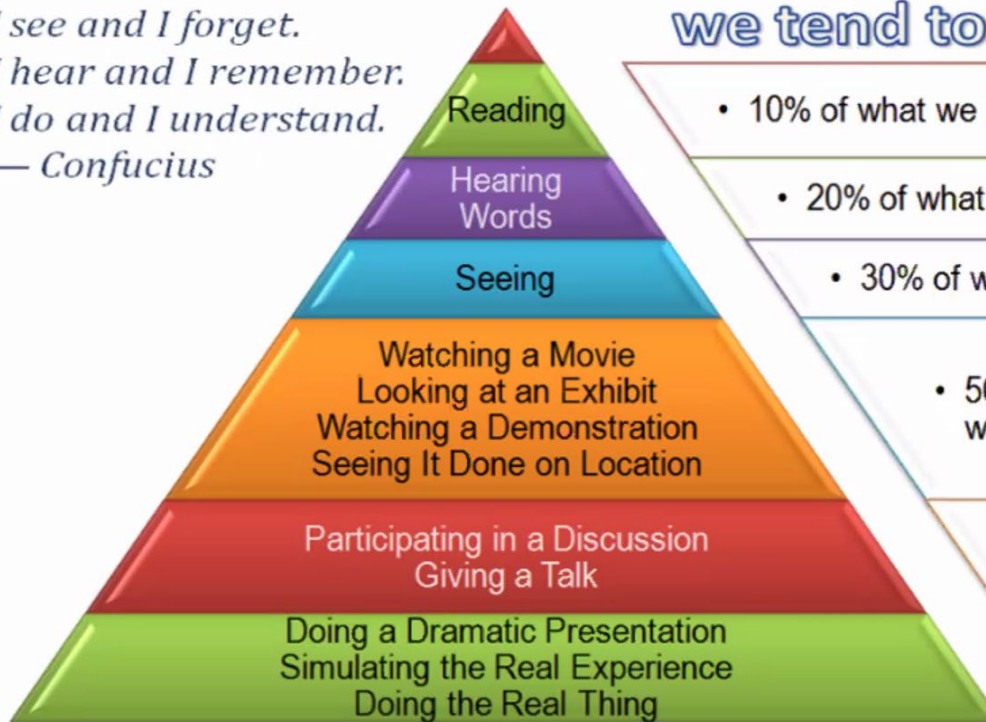 I see and I forget.
I hear and I remember.
I do and I understand.
— Confucius
we tend to
Reading
Hearing
Words
Seeing
Watching a Movie
Looking at an Exhibit
Watching a Demonstration
Seeing It Done on Location
Participating in a Discussion
Giving a Talk
Doing a Dramatic Presentation
Simulating the Real Experience
Doing the Real Thing
• 10% of what we
• 20% of what
• 30% of
•